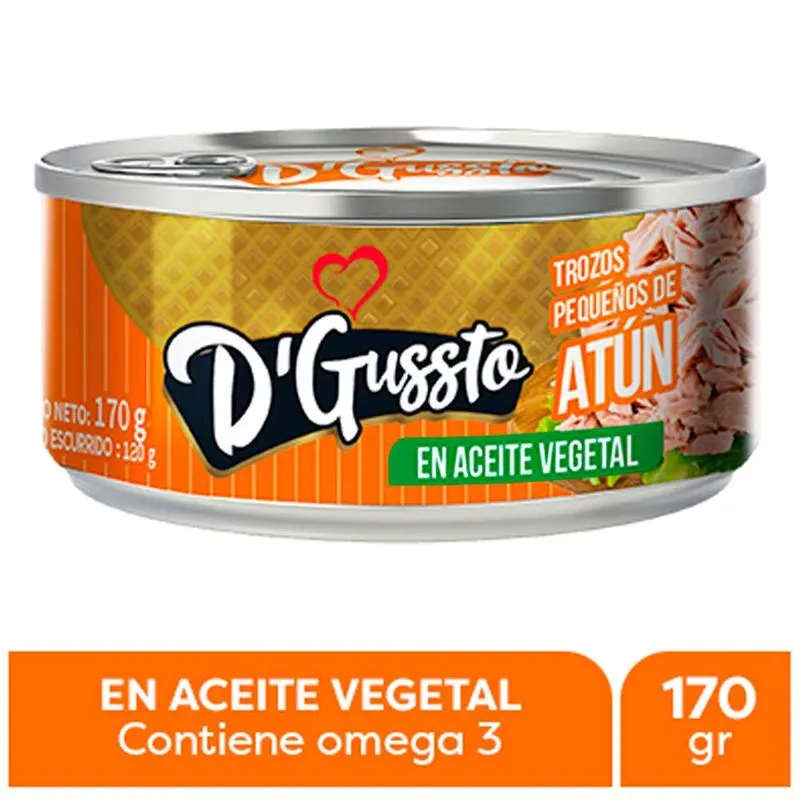 D'Gussto
D'Gussto
TROZOS
PEQUEÑOS DE
ATÚN
O NETO: 170 g
O ESCURRIDO : 120 g
EN ACEITE VEGETAL
EN ACEITE VEGETAL
Contiene omega 3
170
gr